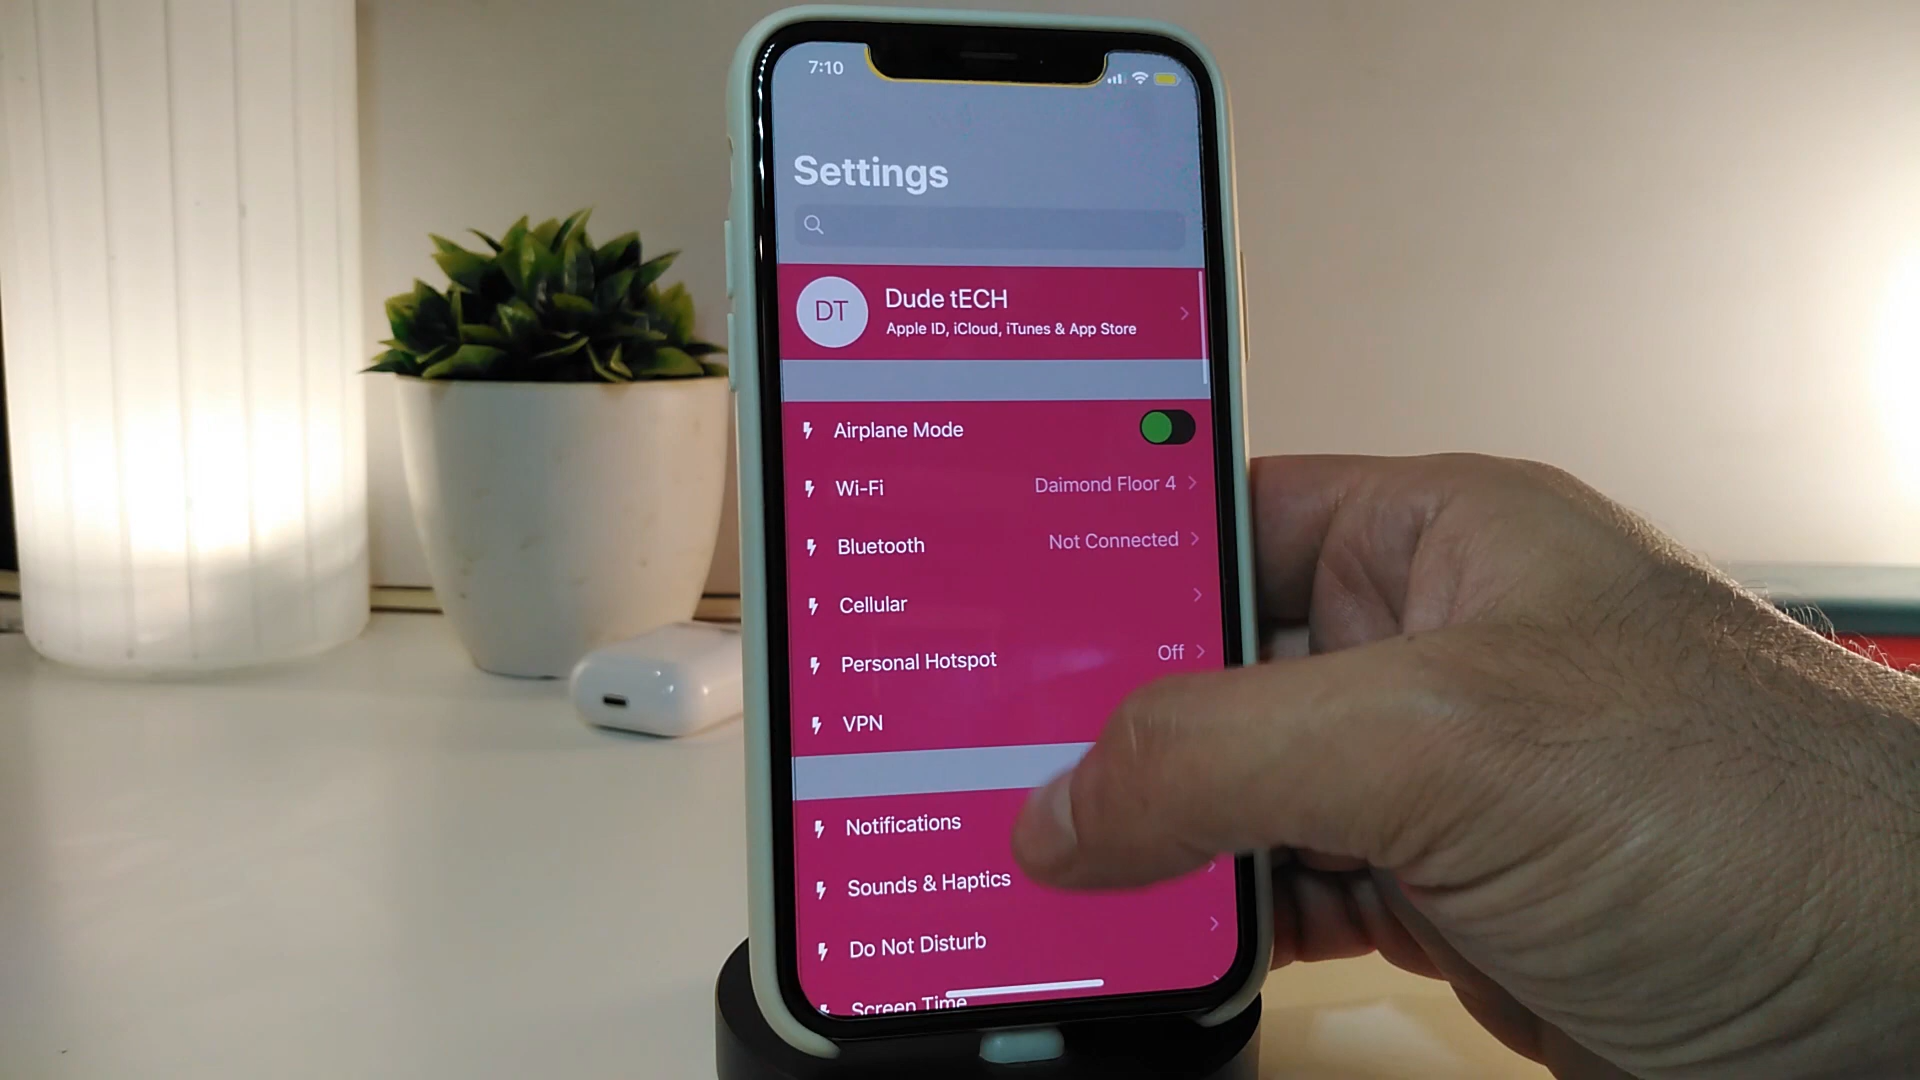 7:10
Settings
DT
Dude tECH
Apple ID, iCloud, iTunes & App Store
Airplane Mode
Wi-Fi
Daimond Floor 4
Bluetooth
Not Connected
Cellular
Personal Hotspot
Off
VPN
Notifications
Sounds & Haptics
Do Not Disturb
Screen Time